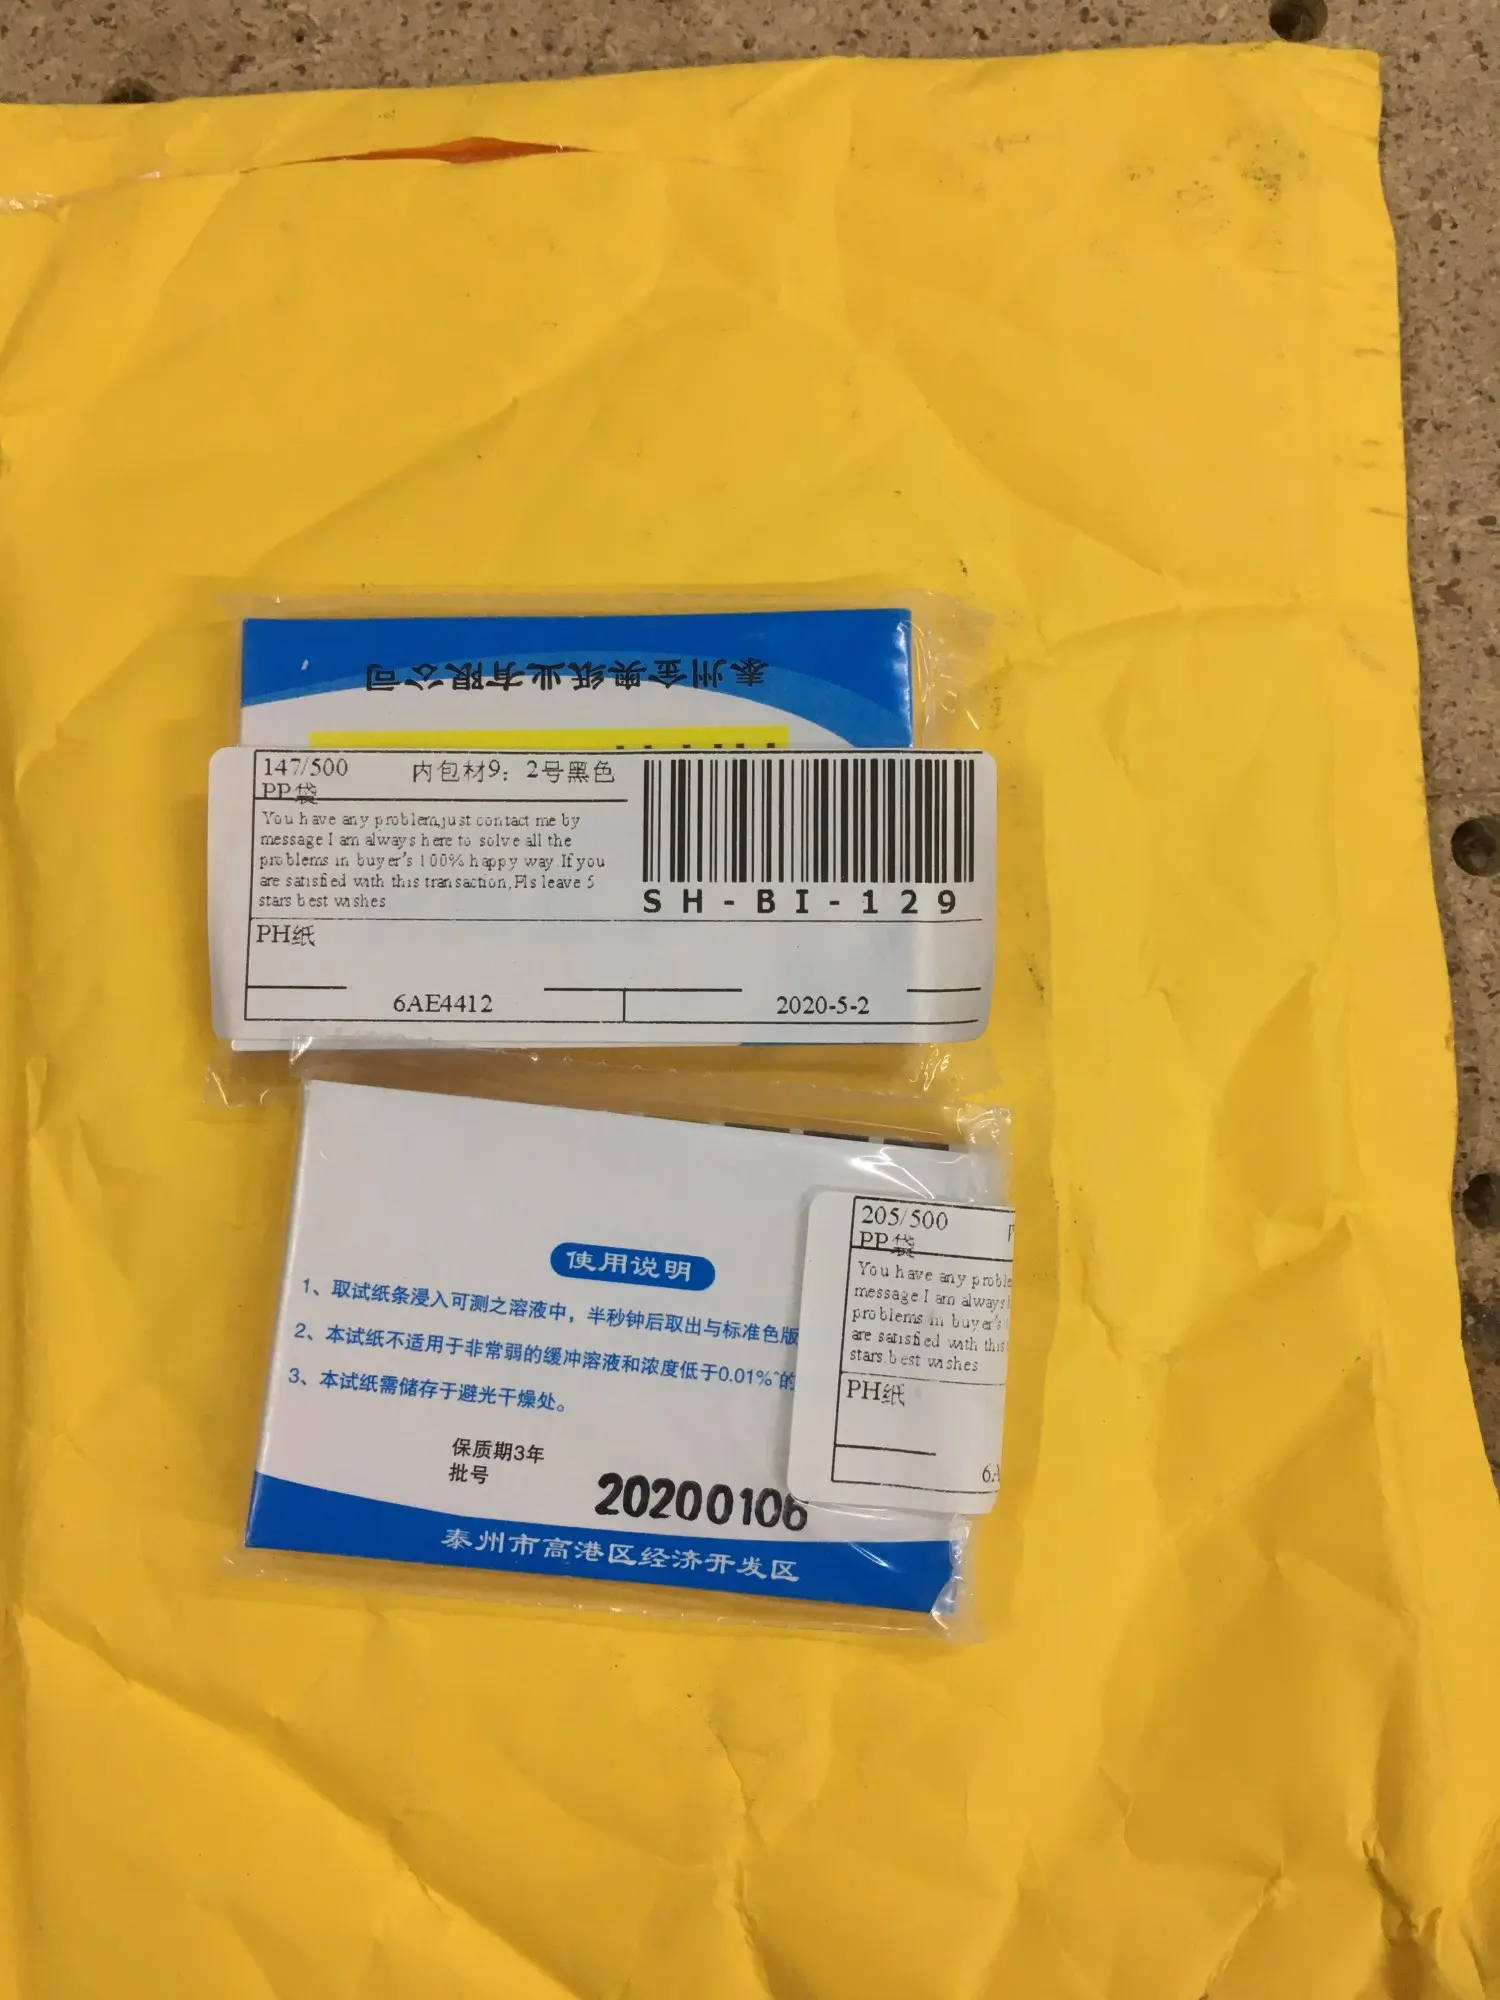 泰州金奥纸业有限公司
147/500 内包材9：2号黑色
PP袋
You have any problem,just contact me by
message I am always here to solve all the
problems in buyer's 100% happy way.If you
are satisfied with this transaction,Pls leave 5
stars best wishes
SH-BI-129
PH纸
6AE4412 2020-5-2
使用说明
1、取试纸条浸入可测之溶液中，半秒钟后取出与标准色版
2、本试纸不适用于非常弱的缓冲溶液和浓度低于0.01%的
3、本试纸需储存于避光干燥处。
保质期3年
批号 20200106
泰州市高港区经济开发区
205/500
PP袋
You have any proble
message I am always
problems in buyer's
are satisfied with this
stars best wishes
PH纸
6A